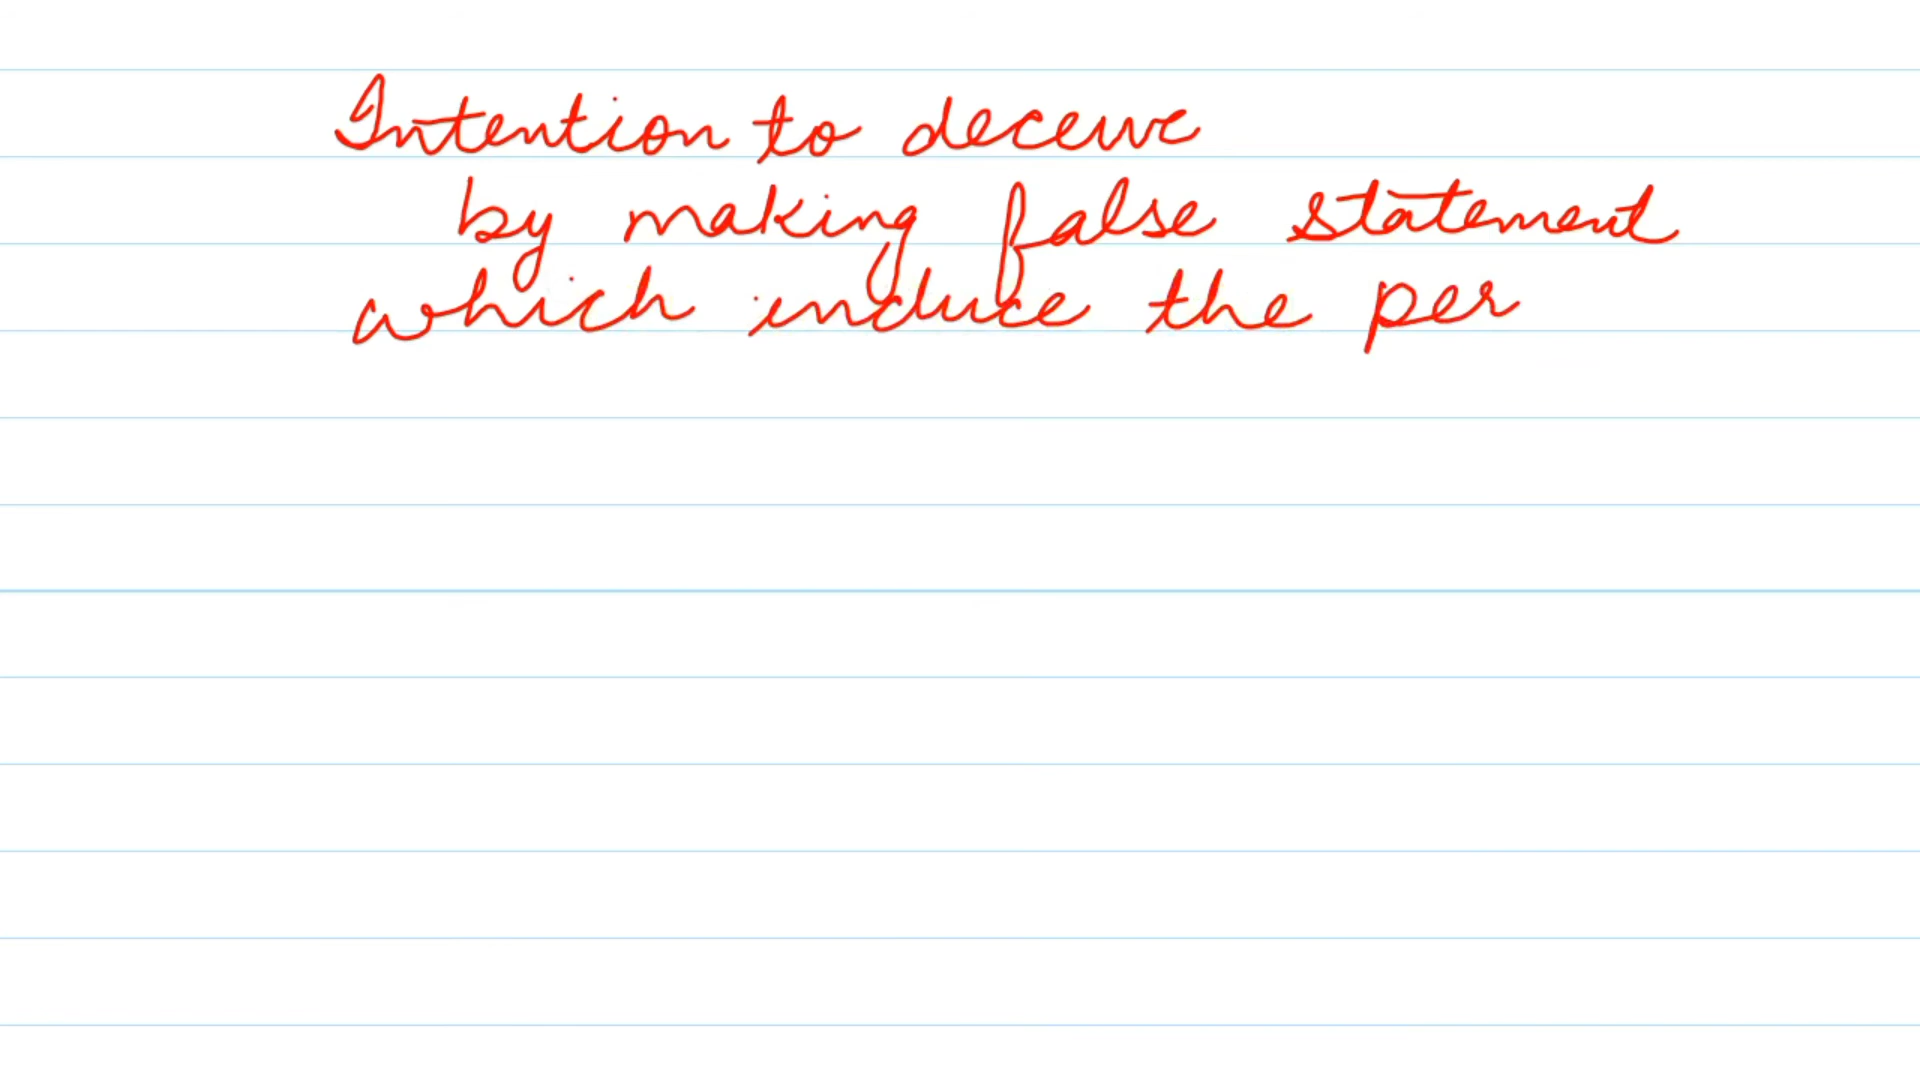 Intention to deceive
by making false statement
which induce the per